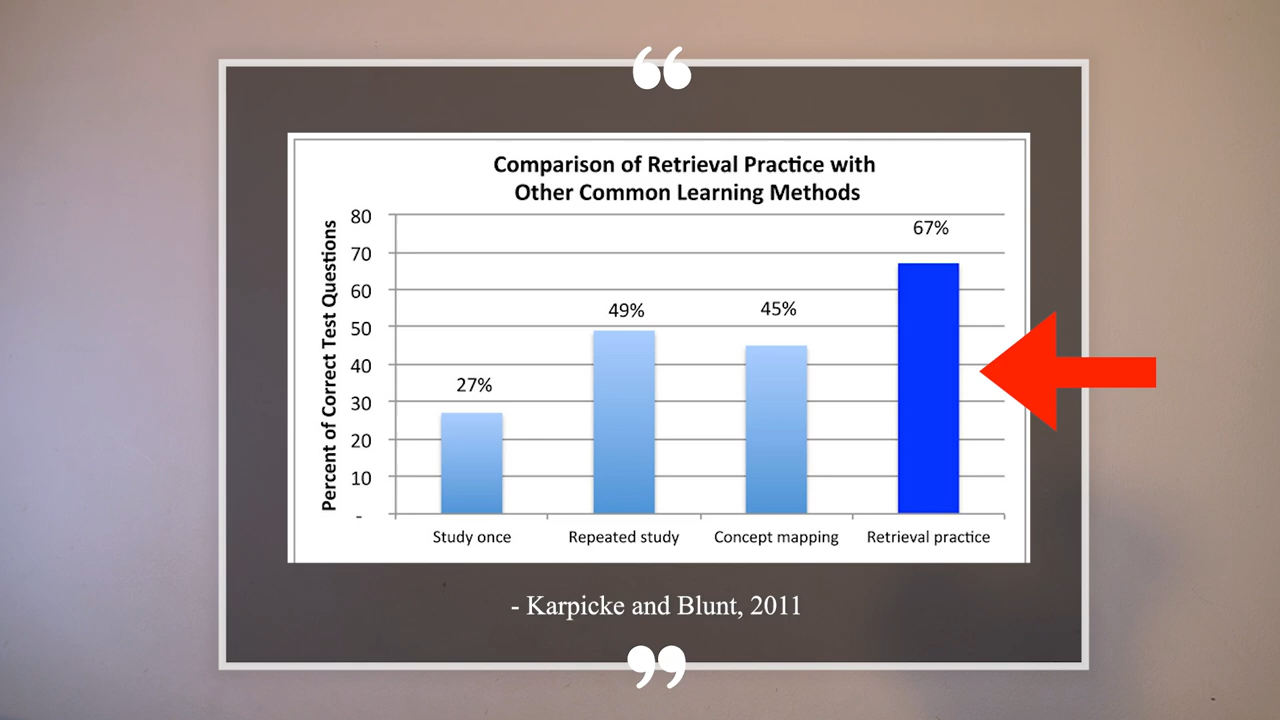 “
Comparison of Retrieval Practice with
Other Common Learning Methods
Percent of Correct Test Questions
80
70
60
50
40
30
20
10
-
27%
49%
45%
67%
Study once
Repeated study
Concept mapping
Retrieval practice
- Karpicke and Blunt, 2011
”